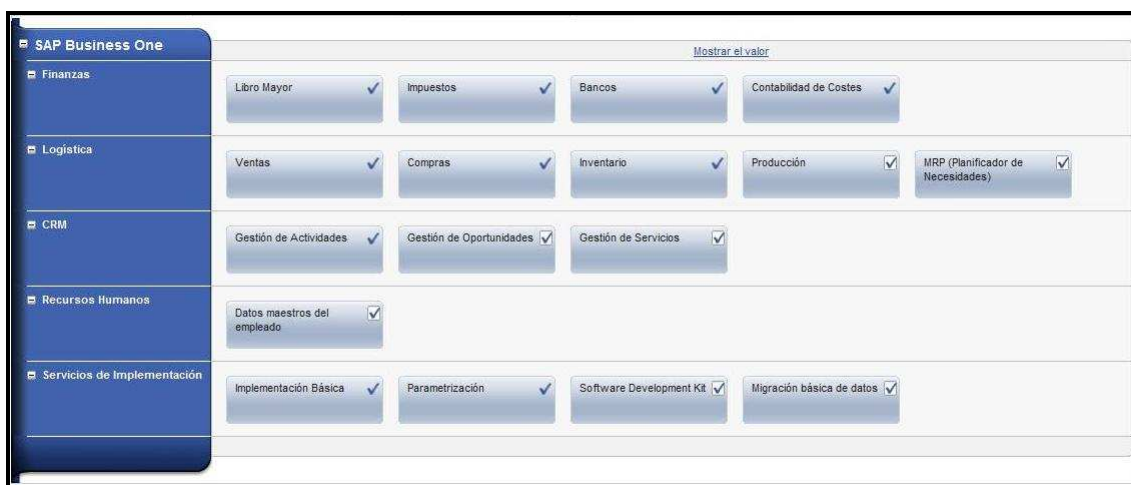 SAP Business One
Mostrar el valor
Finanzas
Libro Mayor
Impuestos
Bancos
Contabilidad de Costes
Logística
Ventas
Compras
Inventario
Producción
MRP (Planificador de
Necesidades)
CRM
Gestión de Actividades
Gestión de Oportunidades
Gestión de Servicios
Recursos Humanos
Datos maestros del
empleado
Servicios de Implementación
Implementación Básica
Parametrización
Software Development Kit
Migración básica de datos